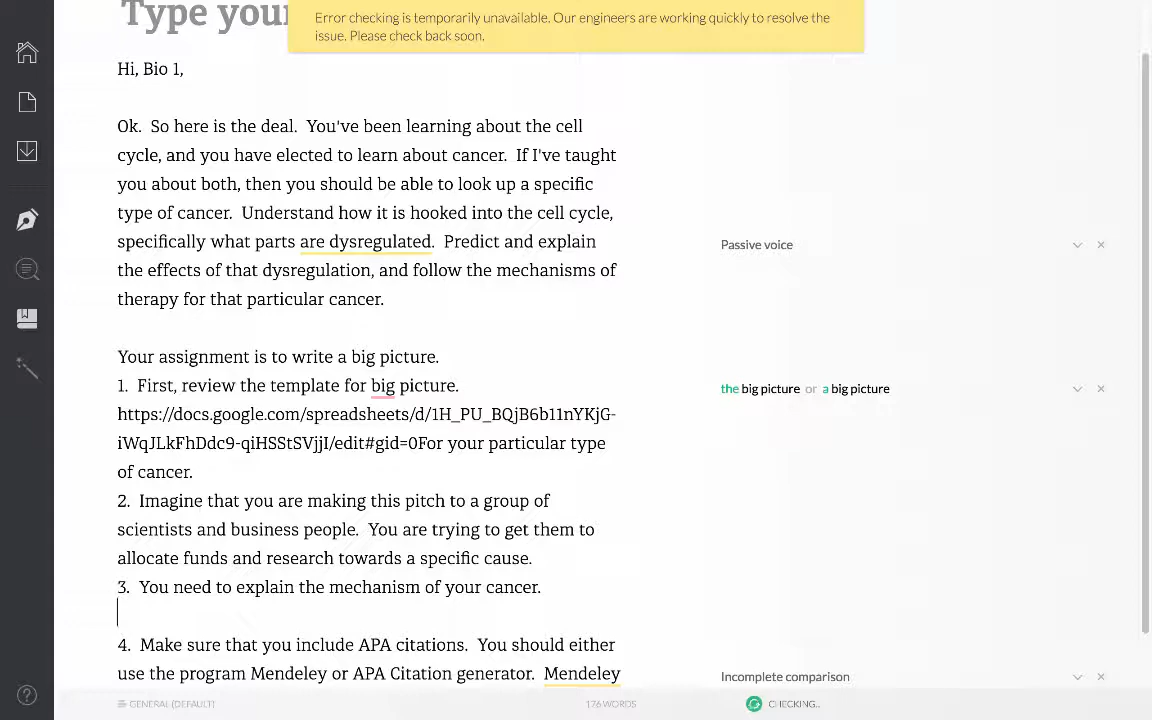 Type your
Error checking is temporarily unavailable. Our engineers are working quickly to resolve the
issue. Please check back soon.
Hi, Bio 1,
Ok.  So here is the deal.  You've been learning about the cell
cycle, and you have elected to learn about cancer.  If I've taught
you about both, then you should be able to look up a specific
type of cancer.  Understand how it is hooked into the cell cycle,
specifically what parts are dysregulated.  Predict and explain
Passive voice
the effects of that dysregulation, and follow the mechanisms of
therapy for that particular cancer.
Your assignment is to write a big picture.
1.  First, review the template for big picture.
the big picture or a big picture
https://docs.google.com/spreadsheets/d/1H_PU_BQjB6b11nYKjG-
iWqJLkFhDdc9-qiHSStSVjjI/edit#gid=0For your particular type
of cancer.
2.  Imagine that you are making this pitch to a group of
scientists and business people.  You are trying to get them to
allocate funds and research towards a specific cause.
3.  You need to explain the mechanism of your cancer.
4.  Make sure that you include APA citations.  You should either
use the program Mendeley or APA Citation generator.  Mendeley
Incomplete comparison
GENERAL (DEFAULT)
176 WORDS
CHECKING..